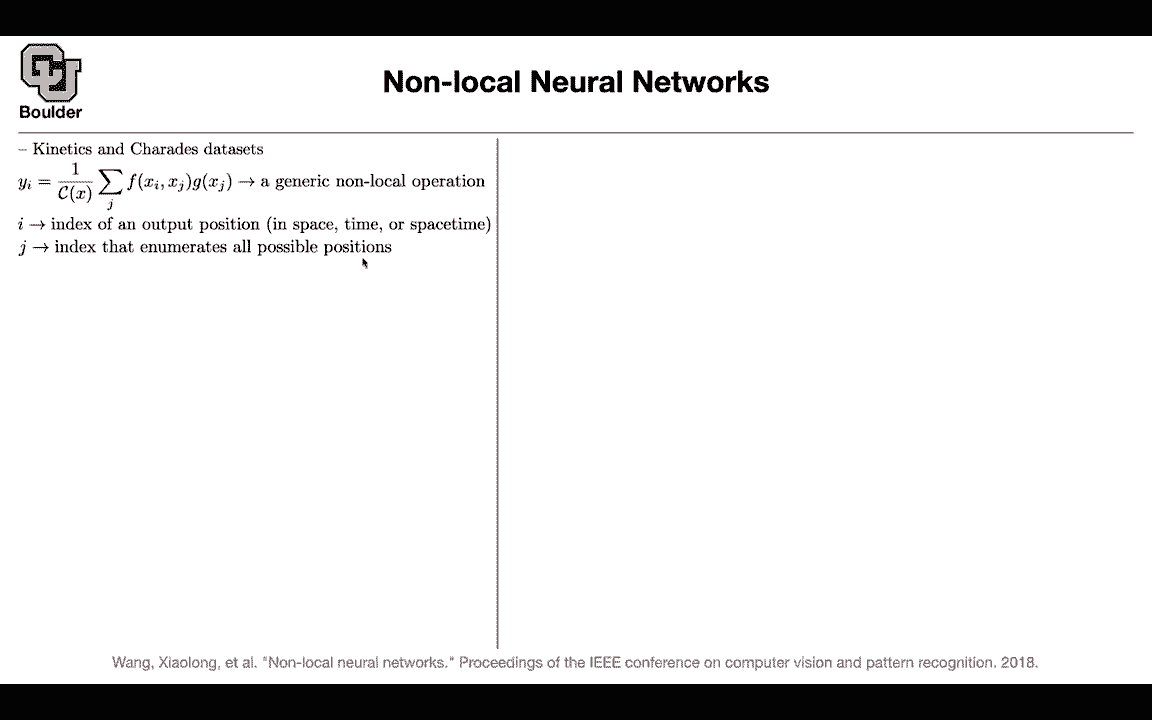 CU
Boulder
Non-local Neural Networks
– Kinetics and Charades datasets
y_i = \frac{1}{\mathcal{C}(x)} \sum_j f(x_i, x_j)g(x_j) → a generic non-local operation
i → index of an output position (in space, time, or spacetime)
j → index that enumerates all possible positions
Wang, Xiaolong, et al. "Non-local neural networks." Proceedings of the IEEE conference on computer vision and pattern recognition. 2018.